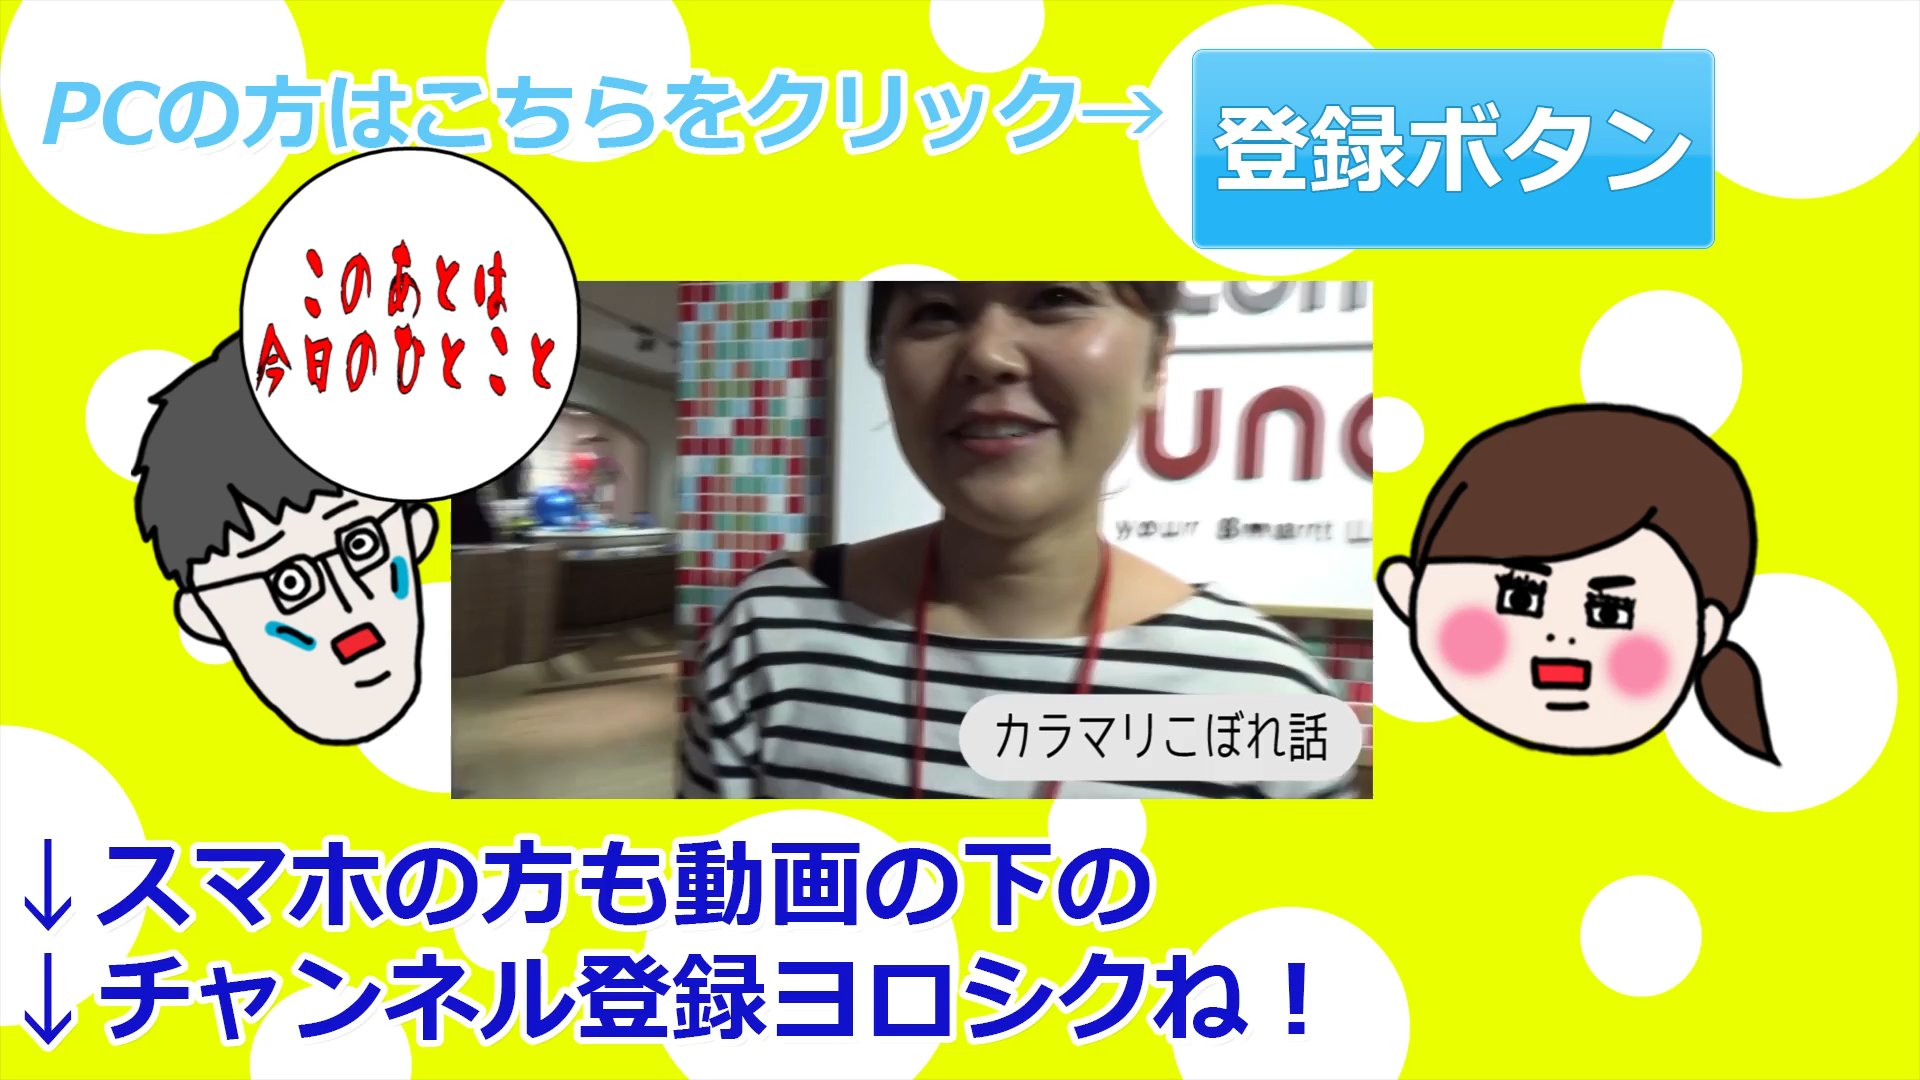 PCの方はこちらをクリック→
登録ボタン
このあとは
今日のひとこと
your smart
カラマリこぼれ話
↓スマホの方も動画の下の
↓チャンネル登録ヨロシクね！